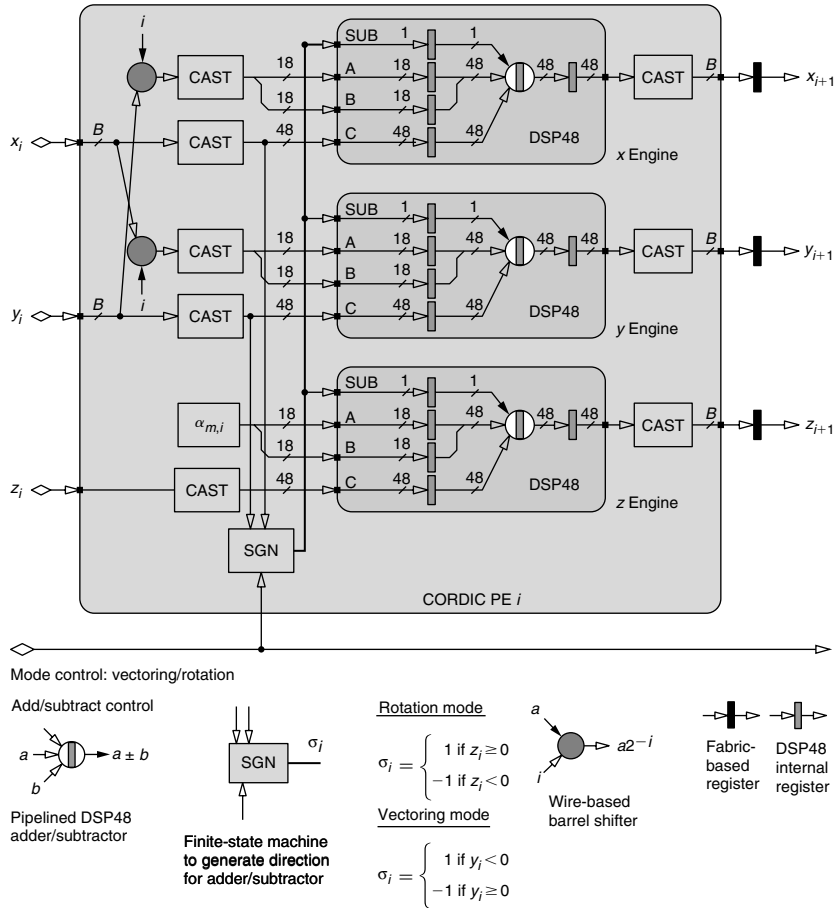 i
SUB 1 1
CAST 18 A 18 48 48 48 CAST B x_{i+1}
18 B 18
x_i B CAST 48 C 48 48 DSP48
x Engine
SUB 1 1
CAST 18 A 18 48 48 48 CAST B y_{i+1}
i 18 B 18
y_i B CAST 48 C 48 48 DSP48
y Engine
SUB 1 1
α_{m,i} 18 A 18 48 48 48 CAST B z_{i+1}
18 B 18
z_i CAST 48 C 48 48 DSP48
z Engine
SGN
CORDIC PE i
Mode control: vectoring/rotation
Add/subtract control
a
b
a ± b
Pipelined DSP48
adder/subtractor
SGN
σ_i
Finite-state machine
to generate direction
for adder/subtractor
Rotation mode
σ_i = { 1 if z_i ≥ 0
−1 if z_i < 0
Vectoring mode
σ_i = { 1 if y_i < 0
−1 if y_i ≥ 0
a
i
a2^{−i}
Wire-based
barrel shifter
Fabric-
based
register
DSP48
internal
register